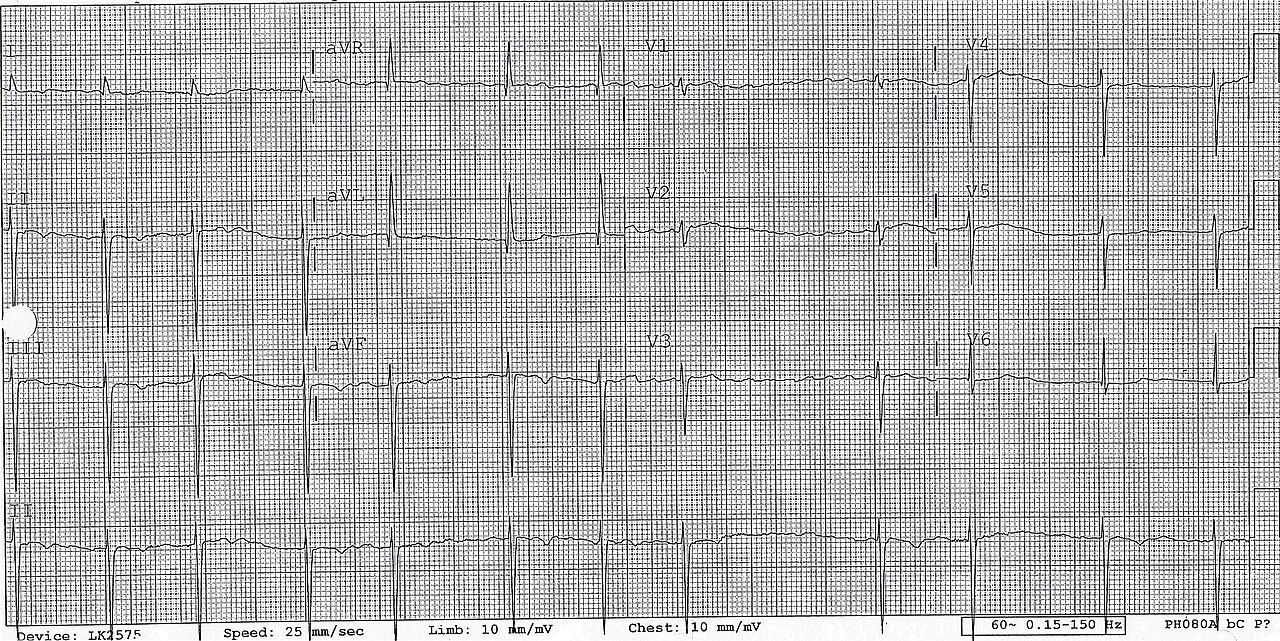 I aVR V1 V4
II aVL V2 V5
III aVF V3 V6
II
Device: LK2575 Speed: 25 mm/sec Limb: 10 mm/mV Chest: 10 mm/mV 60~ 0.15-150 Hz PH080A bC P?